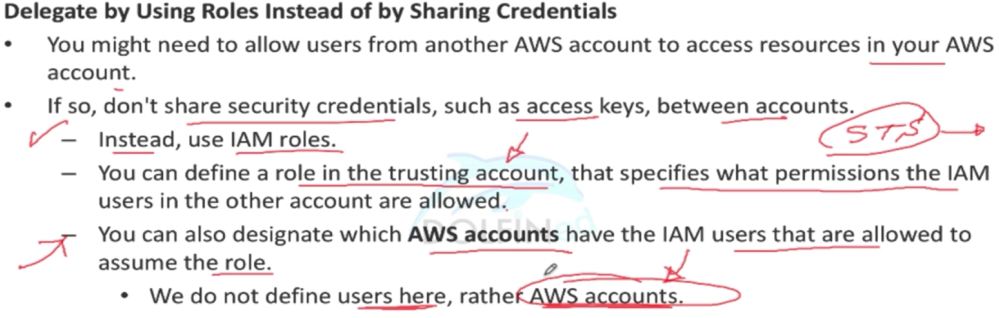 Delegate by Using Roles Instead of by Sharing Credentials
• You might need to allow users from another AWS account to access resources in your AWS
account.
• If so, don't share security credentials, such as access keys, between accounts.
– Instead, use IAM roles.
STS
– You can define a role in the trusting account, that specifies what permissions the IAM
users in the other account are allowed.
DOLFINed
– You can also designate which AWS accounts have the IAM users that are allowed to
assume the role.
• We do not define users here, rather AWS accounts.